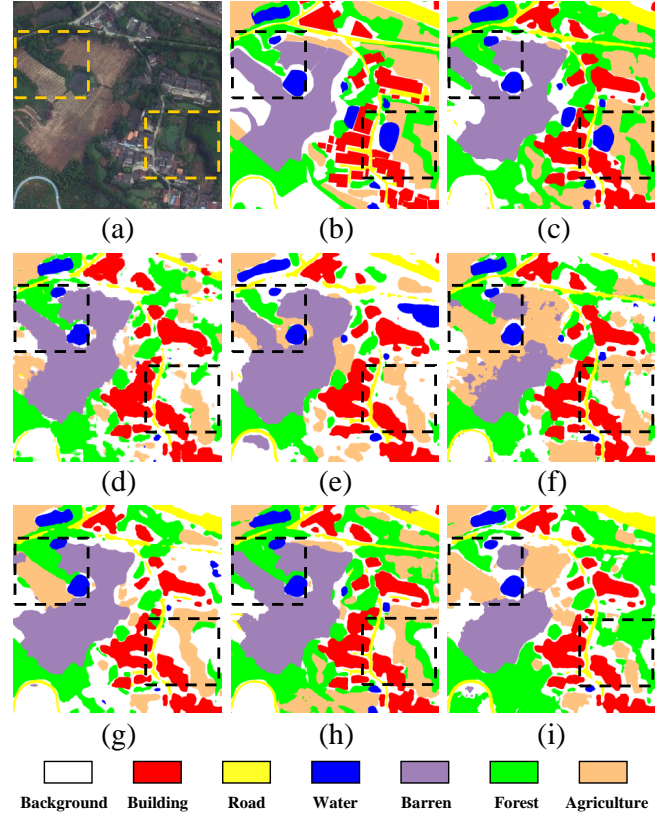 (a) (b) (c)
(d) (e) (f)
(g) (h) (i)
Background Building Road Water Barren Forest Agriculture